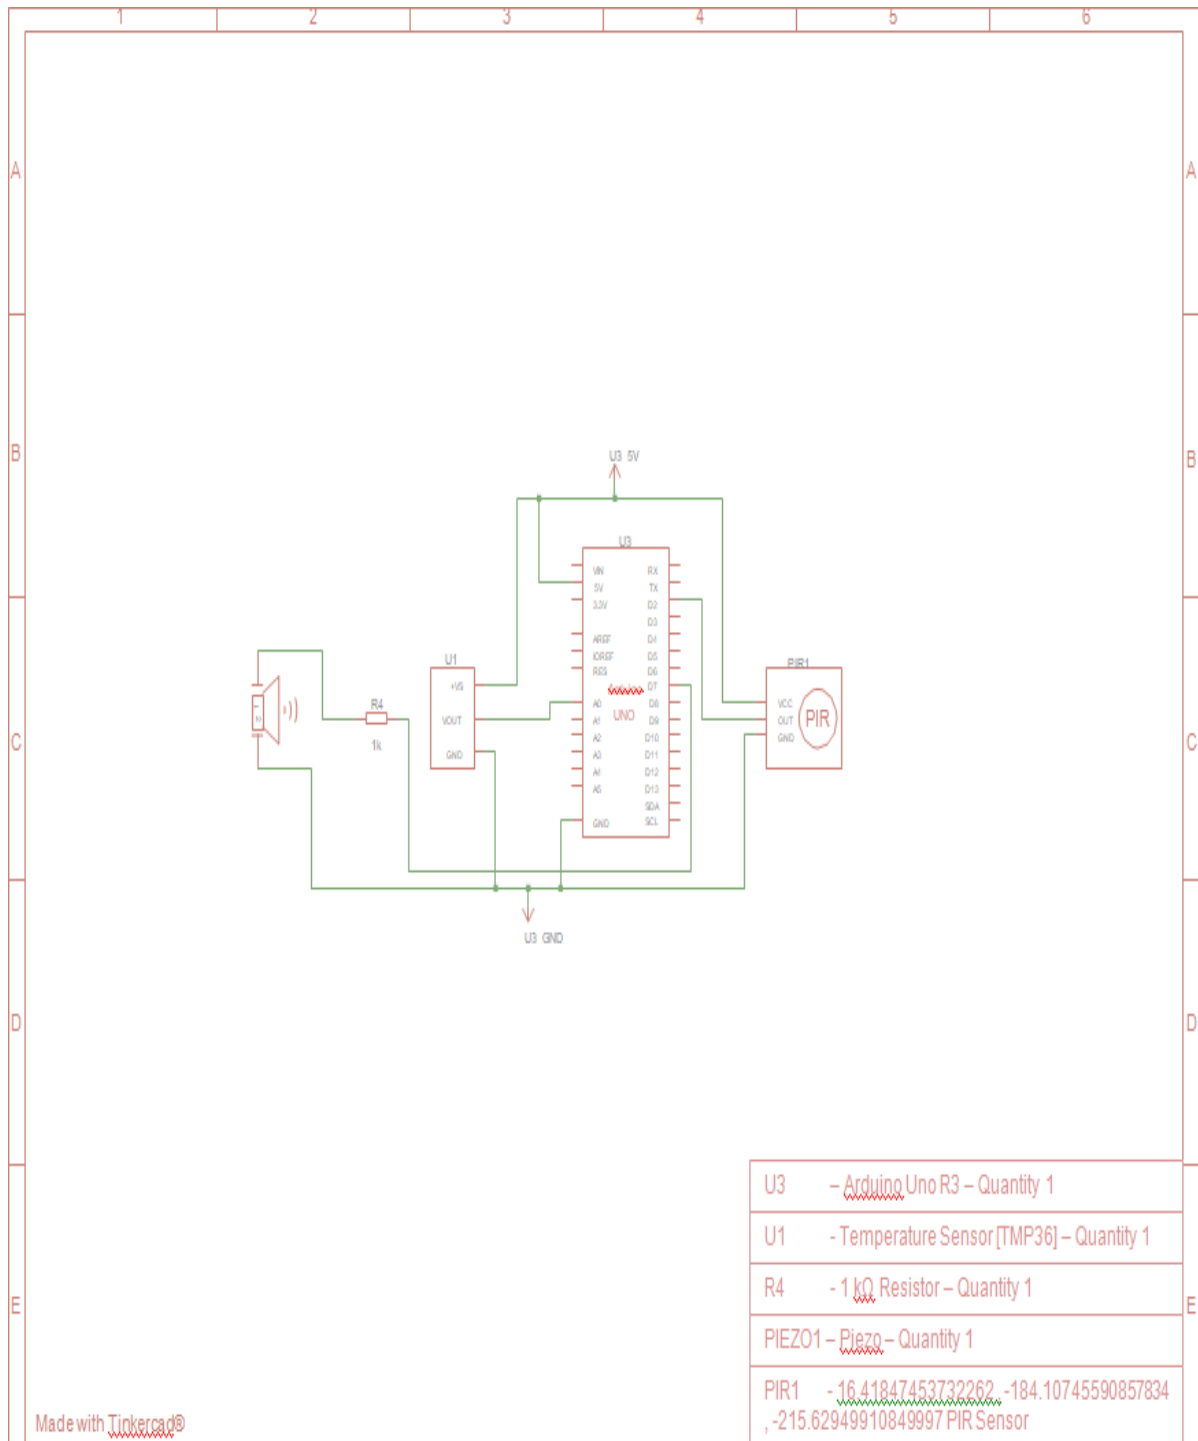 1 2 3 4 5 6
A A
B B
U3 5V
U3
VIN RX
5V TX
3.3V D2
D3
AREF D4
IOREF D5
RES D6
Arduino D7
A0 D8
UNO
A1 D9
A2 D10
A3 D11
A4 D12
A5 D13
SDA
GND SCL
U1
+VS
VOUT
GND
PIR1
VCC
OUT PIR
GND
R4
1k
1
2
C C
U3 GND
D D
E E
U3 – Arduino Uno R3 – Quantity 1
U1 - Temperature Sensor [TMP36] – Quantity 1
R4 - 1 kΩ Resistor – Quantity 1
PIEZO1 – Piezo – Quantity 1
PIR1 - 16.41847453732262 , -184.10745590857834
, -215.62949910849997 PIR Sensor
Made with Tinkercad®